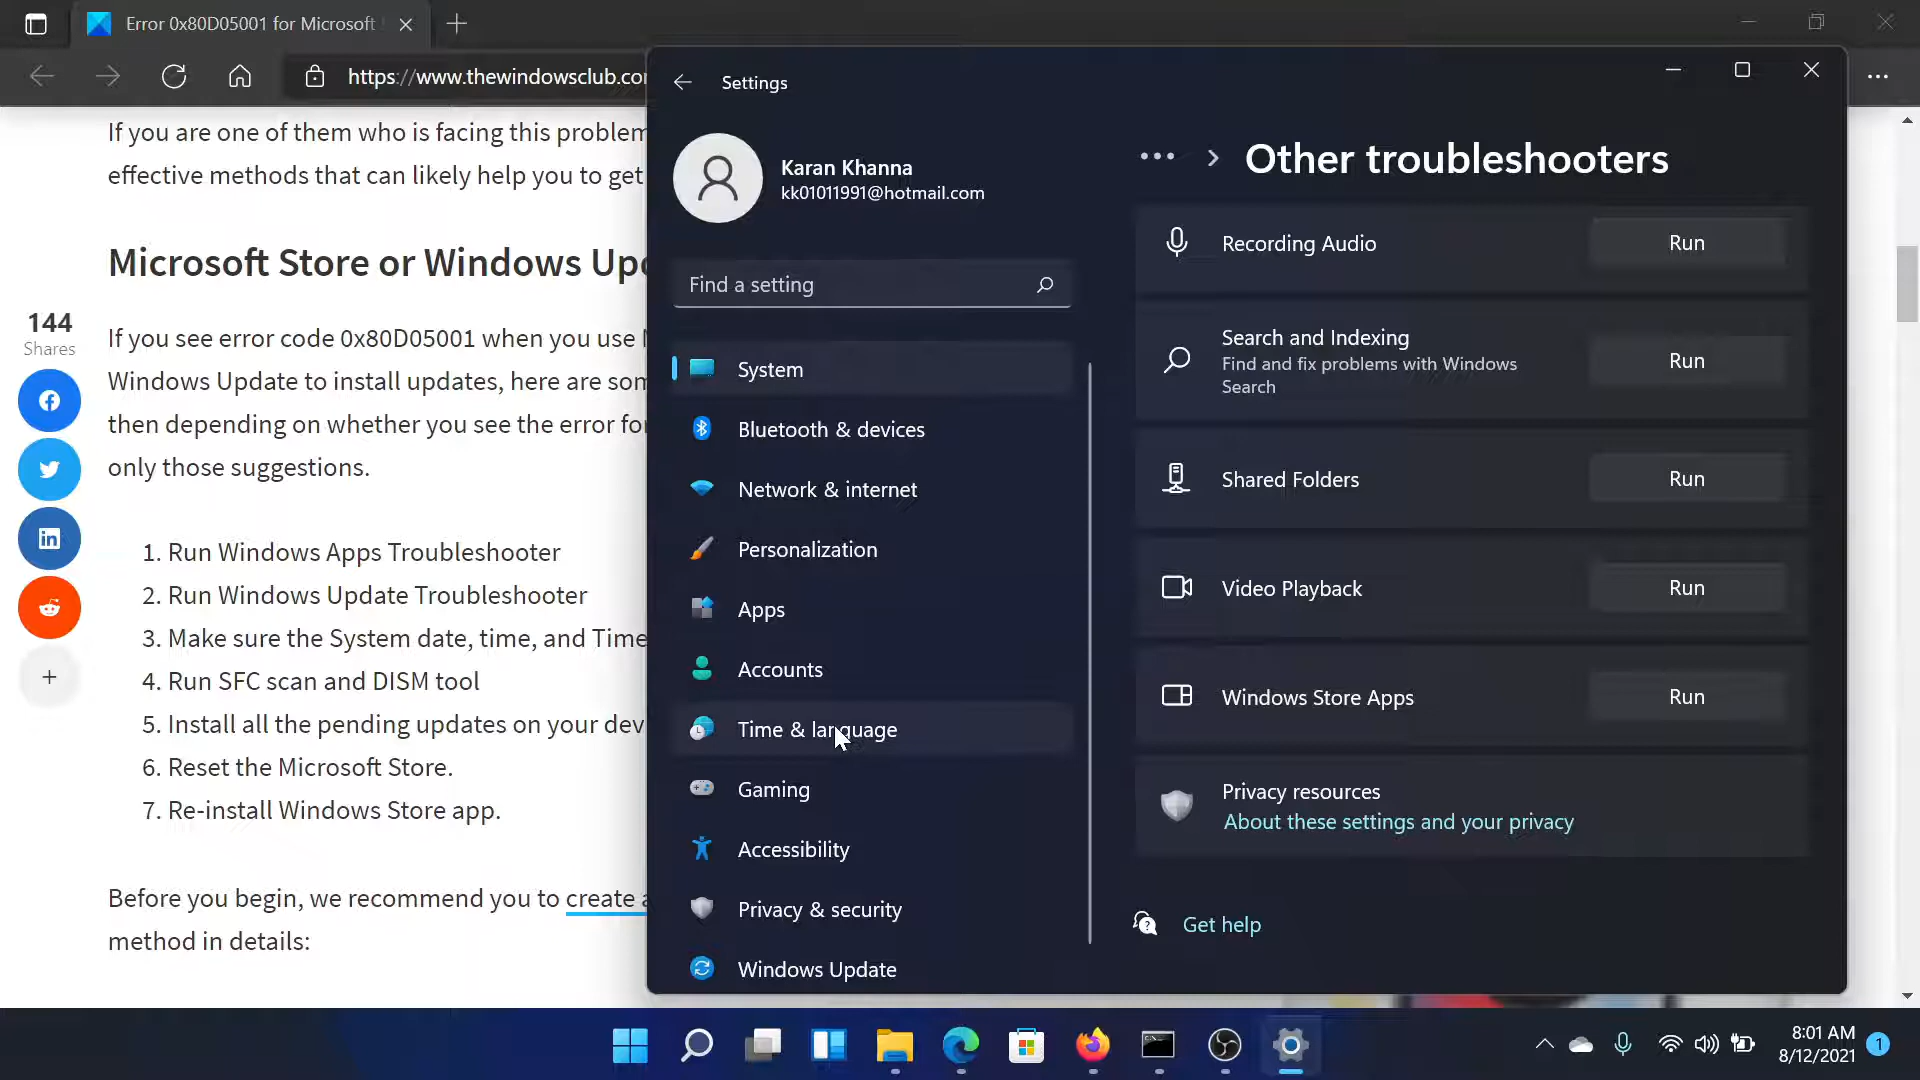 Error 0x80D05001 for Microsoft
https://www.thewindowsclub.co
If you are one of them who is facing this problem
effective methods that can likely help you to get
Microsoft Store or Windows Upd
144
Shares
If you see error code 0x80D05001 when you use
Windows Update to install updates, here are som
then depending on whether you see the error for
only those suggestions.
1. Run Windows Apps Troubleshooter
2. Run Windows Update Troubleshooter
3. Make sure the System date, time, and Time
4. Run SFC scan and DISM tool
5. Install all the pending updates on your dev
6. Reset the Microsoft Store.
7. Re-install Windows Store app.
Before you begin, we recommend you to create a
method in details:
Settings
Karan Khanna
kk01011991@hotmail.com
Find a setting
System
Bluetooth & devices
Network & internet
Personalization
Apps
Accounts
Time & language
Gaming
Accessibility
Privacy & security
Windows Update
Other troubleshooters
Recording Audio
Run
Search and Indexing
Find and fix problems with Windows
Search
Run
Shared Folders
Run
Video Playback
Run
Windows Store Apps
Run
Privacy resources
About these settings and your privacy
Get help
8:01 AM
8/12/2021
1